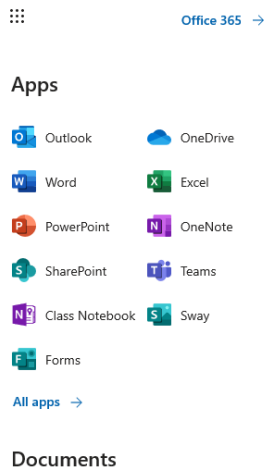 Office 365 →
Apps
Outlook
OneDrive
Word
Excel
PowerPoint
OneNote
SharePoint
Teams
Class Notebook
Sway
Forms
All apps →
Documents